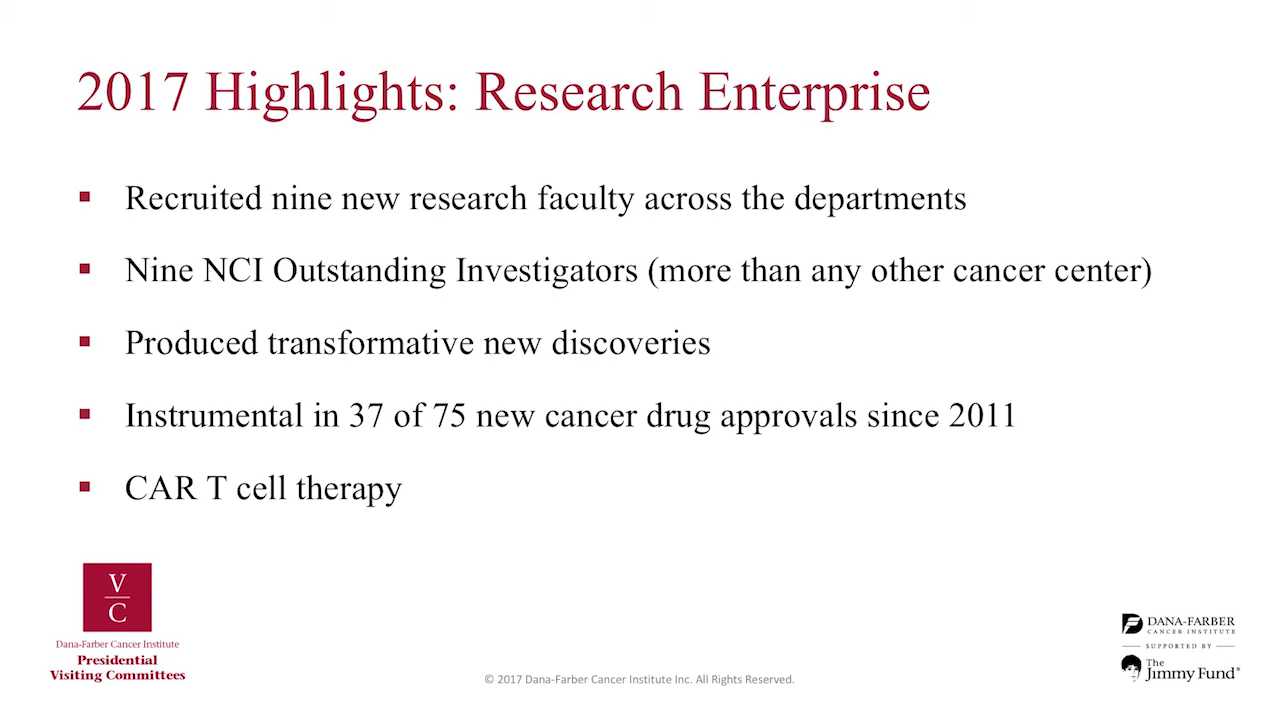 2017 Highlights: Research Enterprise
▪ Recruited nine new research faculty across the departments
▪ Nine NCI Outstanding Investigators (more than any other cancer center)
▪ Produced transformative new discoveries
▪ Instrumental in 37 of 75 new cancer drug approvals since 2011
▪ CAR T cell therapy
V
C
Dana-Farber Cancer Institute
Presidential
Visiting Committees
© 2017 Dana-Farber Cancer Institute Inc. All Rights Reserved.
DANA-FARBER
CANCER INSTITUTE
SUPPORTED BY
The
Jimmy Fund®